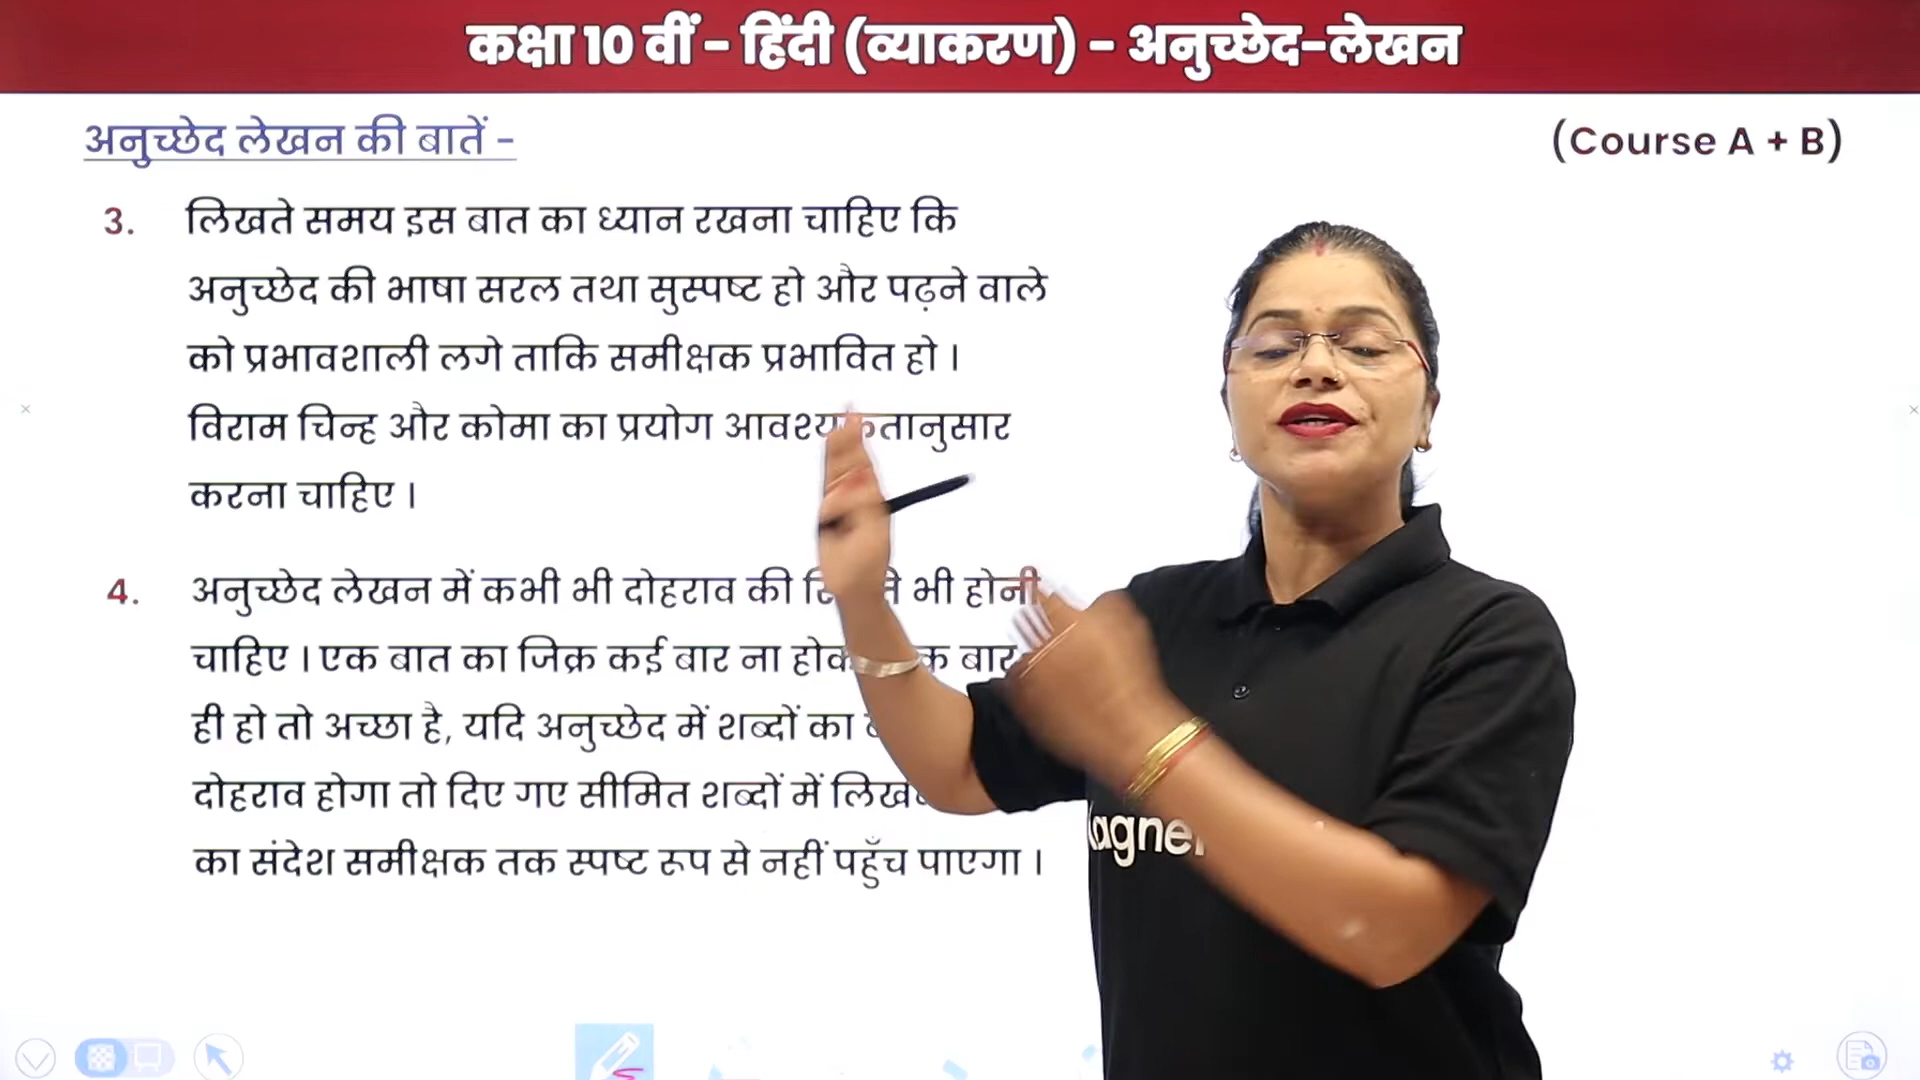 कक्षा 10 वीं - हिंदी (व्याकरण) - अनुच्छेद-लेखन
अनुच्छेद लेखन की बातें -
(Course A + B)
3. लिखते समय इस बात का ध्यान रखना चाहिए कि
अनुच्छेद की भाषा सरल तथा सुस्पष्ट हो और पढ़ने वाले
को प्रभावशाली लगे ताकि समीक्षक प्रभावित हो ।
विराम चिन्ह और कोमा का प्रयोग आवश्यकतानुसार
करना चाहिए ।
4. अनुच्छेद लेखन में कभी भी दोहराव की भी होनी
चाहिए । एक बात का जिक्र कई बार ना बार
ही हो तो अच्छा है, यदि अनुच्छेद में शब्दों का
दोहराव होगा तो दिए गए सीमित शब्दों में
का संदेश समीक्षक तक स्पष्ट रूप से नहीं पहुँच पाएगा ।